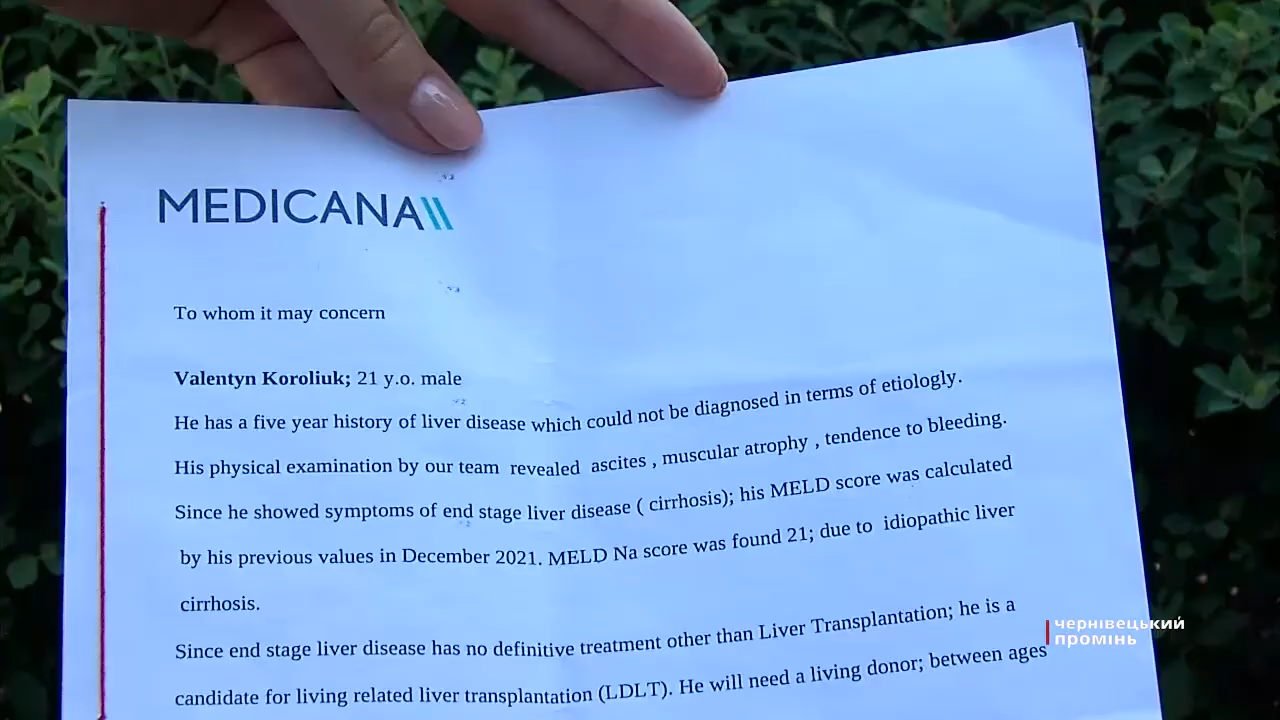 MEDICANA
To whom it may concern
Valentyn Koroliuk; 21 y.o. male
He has a five year history of liver disease which could not be diagnosed in terms of etiologly.
His physical examination by our team revealed ascites , muscular atrophy , tendence to bleeding.
Since he showed symptoms of end stage liver disease ( cirrhosis); his MELD score was calculated
by his previous values in December 2021. MELD Na score was found 21; due to idiopathic liver
cirrhosis.
Since end stage liver disease has no definitive treatment other than Liver Transplantation; he is a
candidate for living related liver transplantation (LDLT). He will need a living donor; between ages
чернівецький
промінь